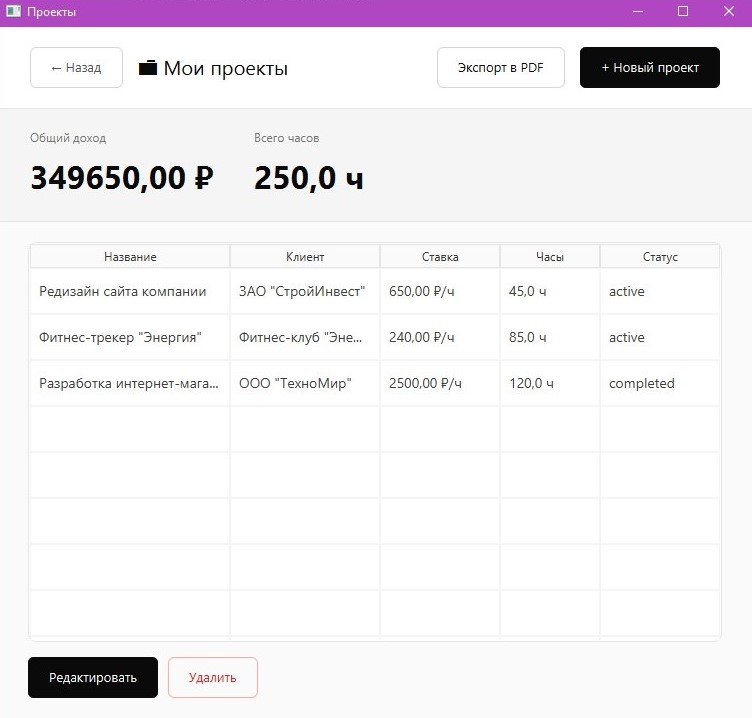 Проекты
← Назад
Мои проекты
Экспорт в PDF
+ Новый проект
Общий доход
Всего часов
349650,00 ₽
250,0 ч
Название Клиент Ставка Часы Статус
Редизайн сайта компании ЗАО "СтройИнвест" 650,00 ₽/ч 45,0 ч active
Фитнес-трекер "Энергия" Фитнес-клуб "Эне... 240,00 ₽/ч 85,0 ч active
Разработка интернет-мага... ООО "ТехноМир" 2500,00 ₽/ч 120,0 ч completed
Редактировать
Удалить